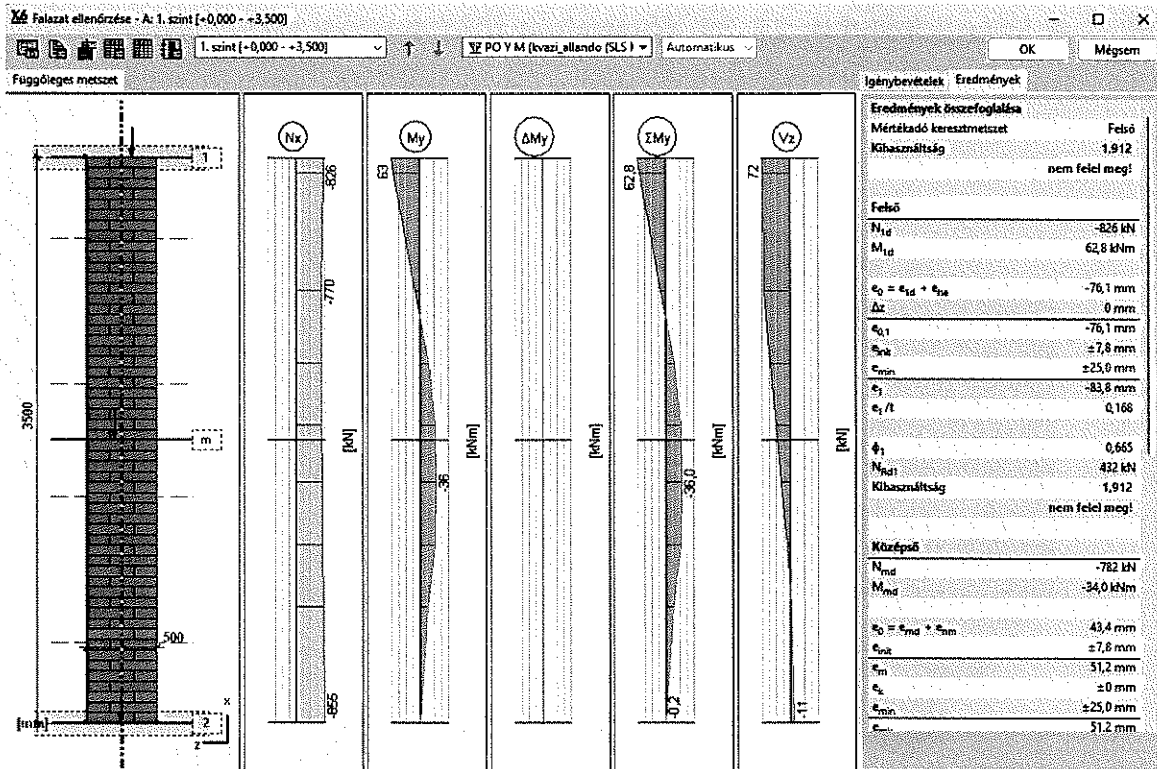 Falazat ellenőrzése - A: 1. szint [+0,000 - +3,500]
1. szint [+0,000 - +3,500]
PO Y M (kvazi_allando (SLS
Automatikus
OK
Mégsem
Függőleges metszet
Igénybevételek Eredmények
Nx
My
ΔMy
ΣMy
Vz
1
-826
63
62,8
72
-770
3500
m
[kN]
[kNm]
[kNm]
[kNm]
[kN]
-36
-36,0
500
[mm]
2
x
z
-855
-0,2
-11
Eredmények összefoglalása
Mértékadó keresztmetszet Felső
Kihasználtság 1,912
nem felel meg!
Felső
N1d -826 kN
M1d 62,8 kNm
e0 = e1d + ehe -76,1 mm
Δz 0 mm
e0,1 -76,1 mm
einit ±7,8 mm
emin ±25,0 mm
e1 -83,8 mm
e1/t 0,168
ϕ1 0,665
NRd1 432 kN
Kihasználtság 1,912
nem felel meg!
Középső
Nmd -782 kN
Mmd -34,0 kNm
e0 = emd + ehm 43,4 mm
einit ±7,8 mm
em 51,2 mm
ek ±0 mm
emin ±25,0 mm
51,2 mm